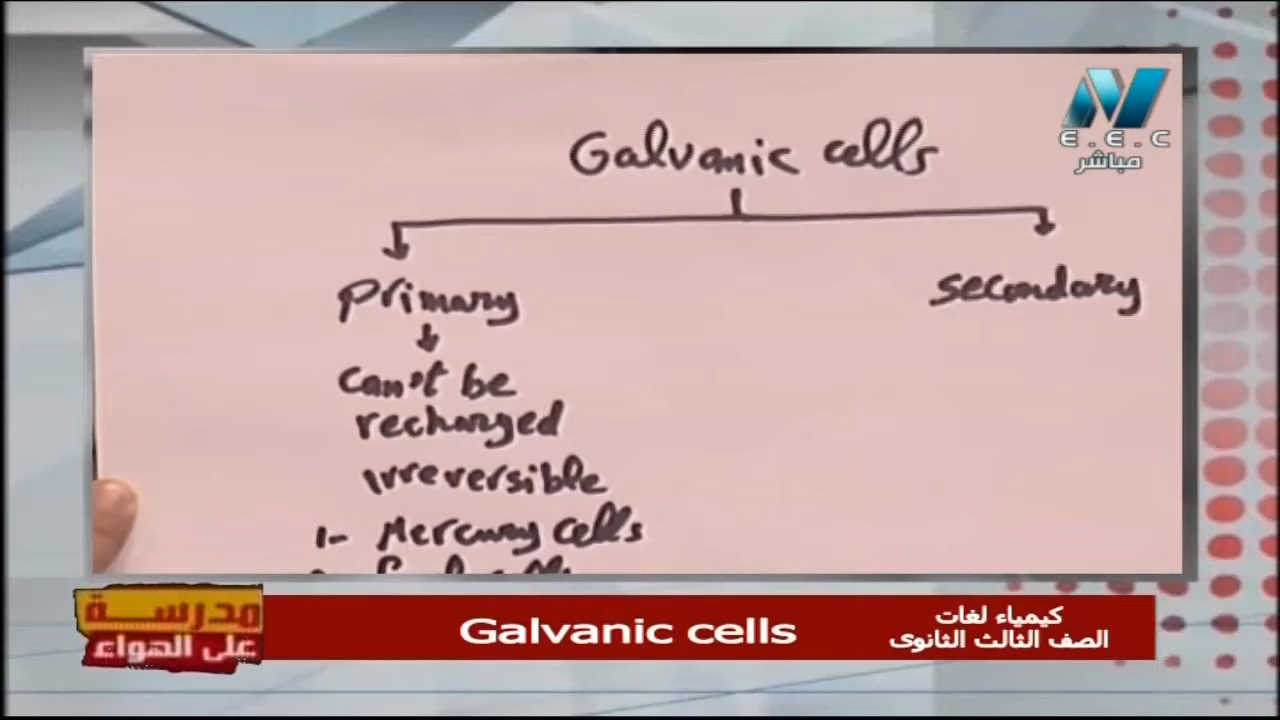 Galvanic cells
primary
secondary
can't be
recharged
irreversible
1- Mercury cells
E.E.C
مباشر
مدرسة
على الهواء
Galvanic cells
كيمياء لغات
الصف الثالث الثانوى